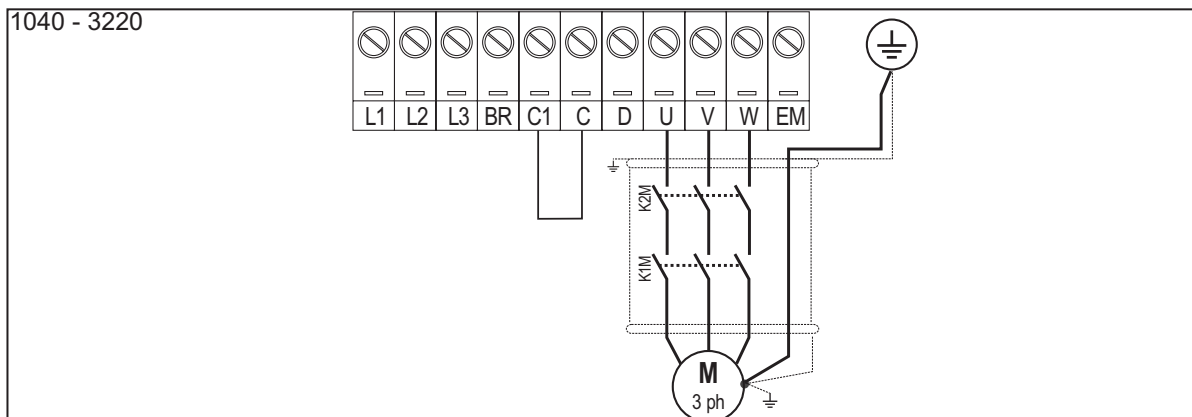 1040 - 3220
L1 L2 L3 BR C1 C D U V W EM
K2M
K1M
M
3 ph